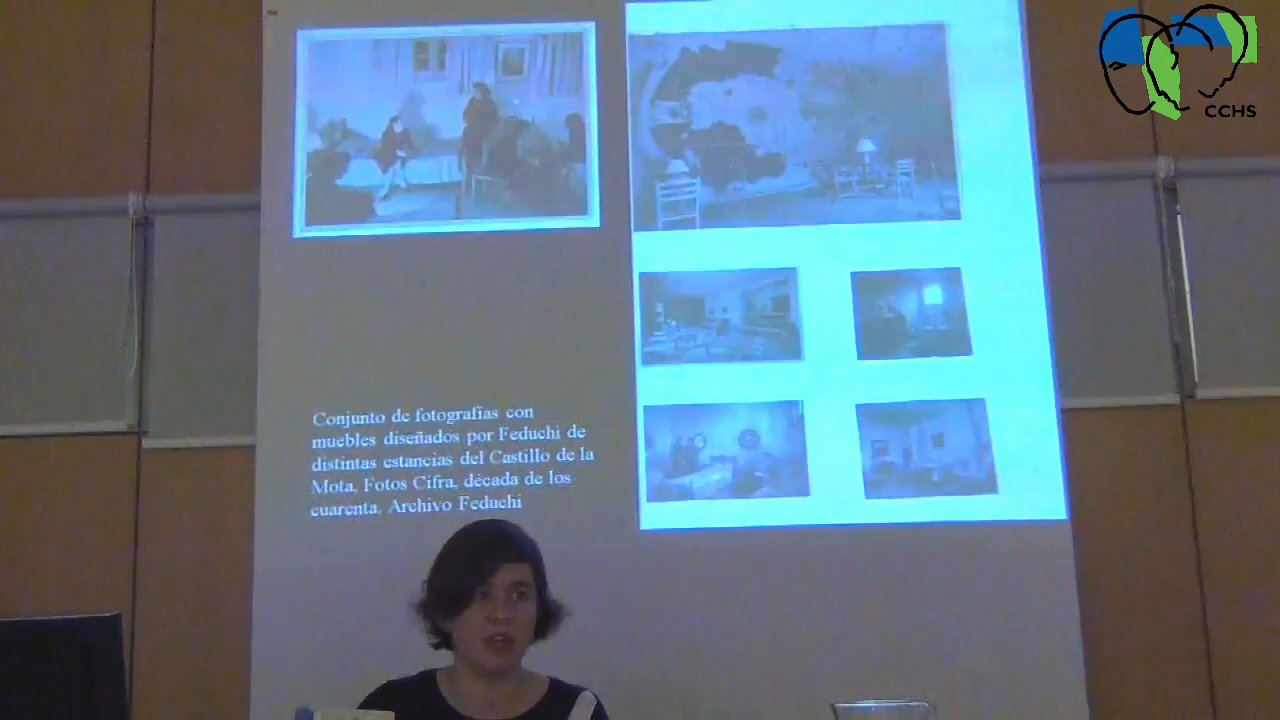 CCHS
Conjunto de fotografías con
muebles diseñados por Feduchi de
distintas estancias del Castillo de la
Mota, Fotos Cifra, década de los
cuarenta, Archivo Feduchi